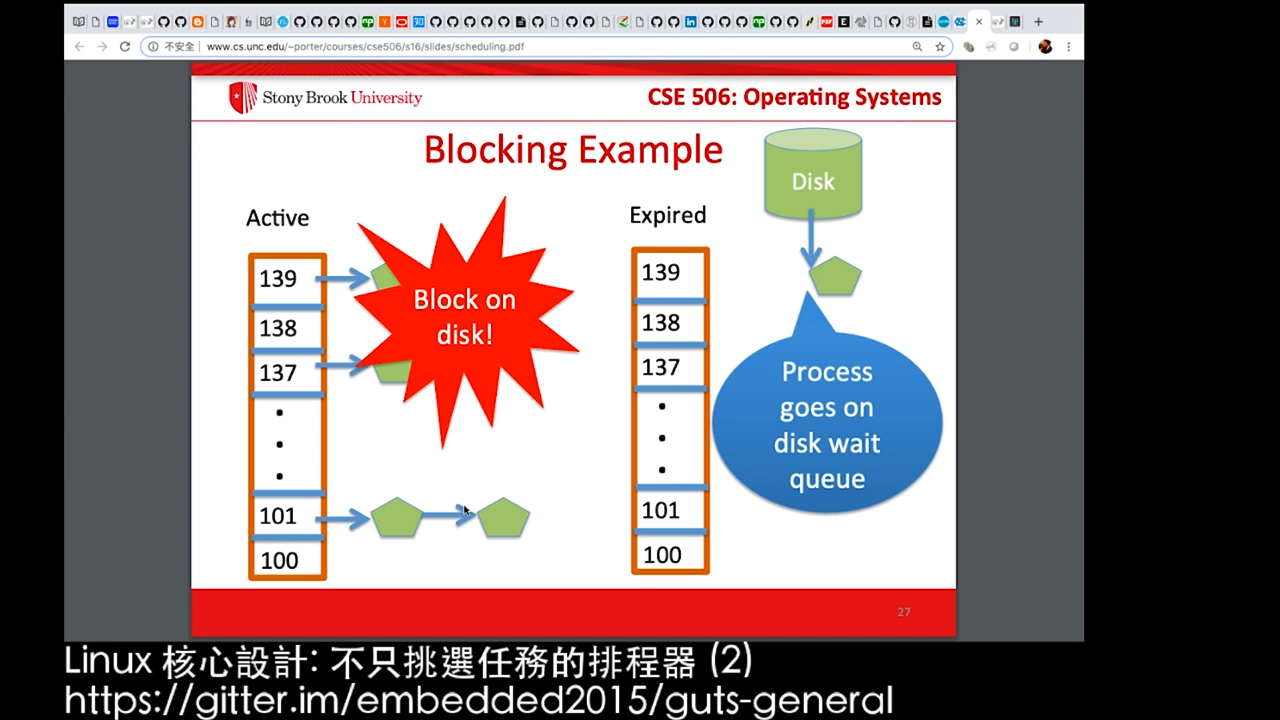 不安全 www.cs.unc.edu/~porter/courses/cse506/s16/slides/scheduling.pdf
Stony Brook University
CSE 506: Operating Systems
Blocking Example
Disk
Active
Expired
139
138
137
101
100
Block on
disk!
139
138
137
101
100
Process
goes on
disk wait
queue
27
Linux 核心設計: 不只挑選任務的排程器 (2)
https://gitter.im/embedded2015/guts-general